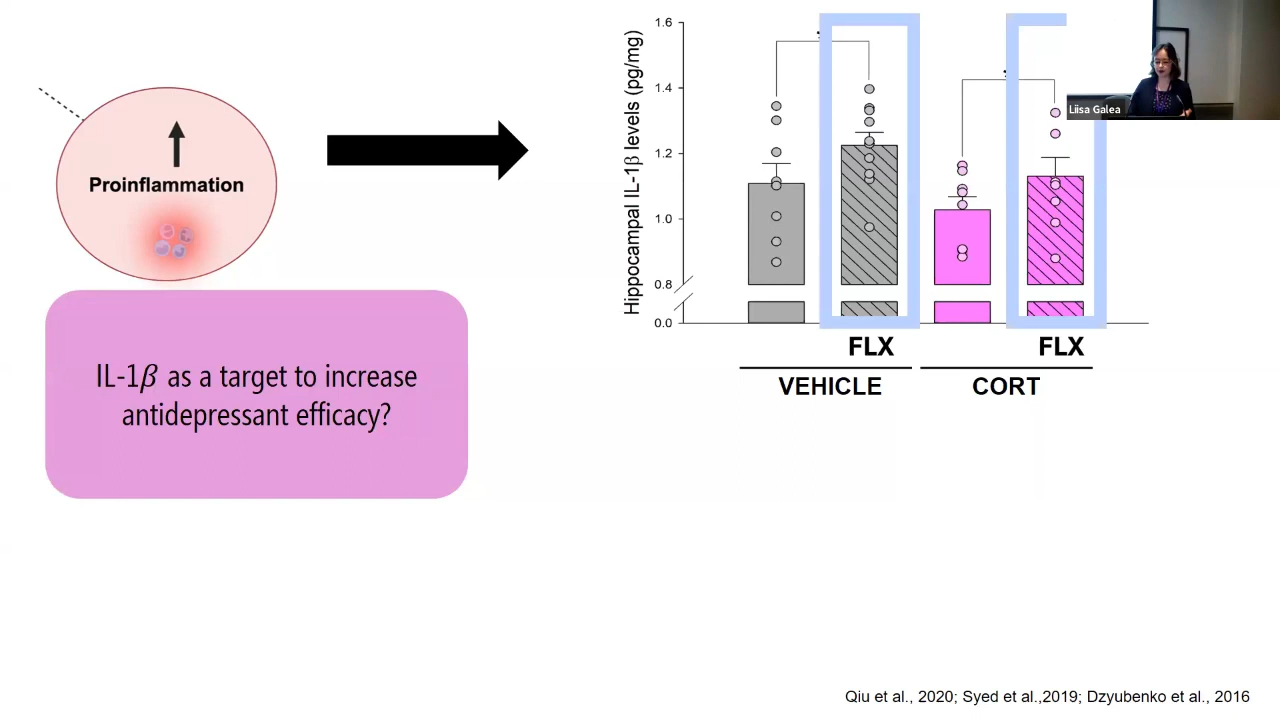 Proinflammation
IL-1β as a target to increase
antidepressant efficacy?
Hippocampal IL-1β levels (pg/mg)
1.6
1.4
1.2
1.0
0.8
0.0
FLX
FLX
VEHICLE
CORT
Liisa Galea
Qiu et al., 2020; Syed et al.,2019; Dzyubenko et al., 2016